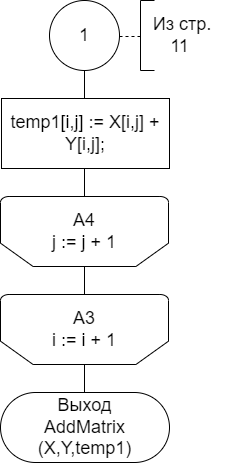 1
Из стр.
11
temp1[i,j] := X[i,j] +
Y[i,j];
A4
j := j + 1
A3
i := i + 1
Выход
AddMatrix
(X,Y,temp1)